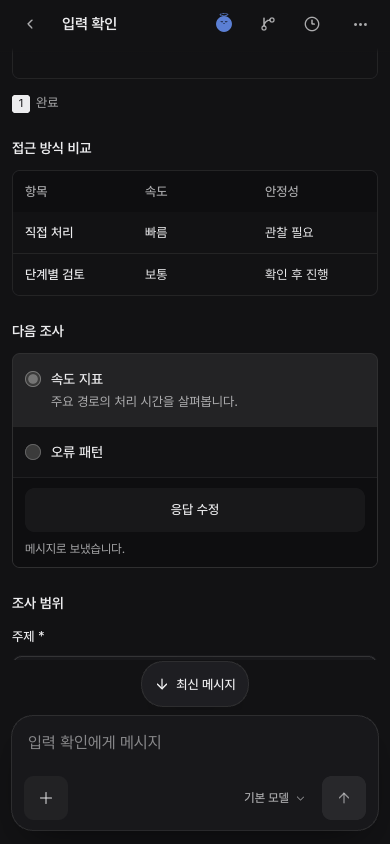 입력 확인
1 완료
접근 방식 비교
항목 속도 안정성
직접 처리 빠름 관찰 필요
단계별 검토 보통 확인 후 진행
다음 조사
속도 지표
주요 경로의 처리 시간을 살펴봅니다.
오류 패턴
응답 수정
메시지로 보냈습니다.
조사 범위
주제 *
최신 메시지
입력 확인에게 메시지
기본 모델